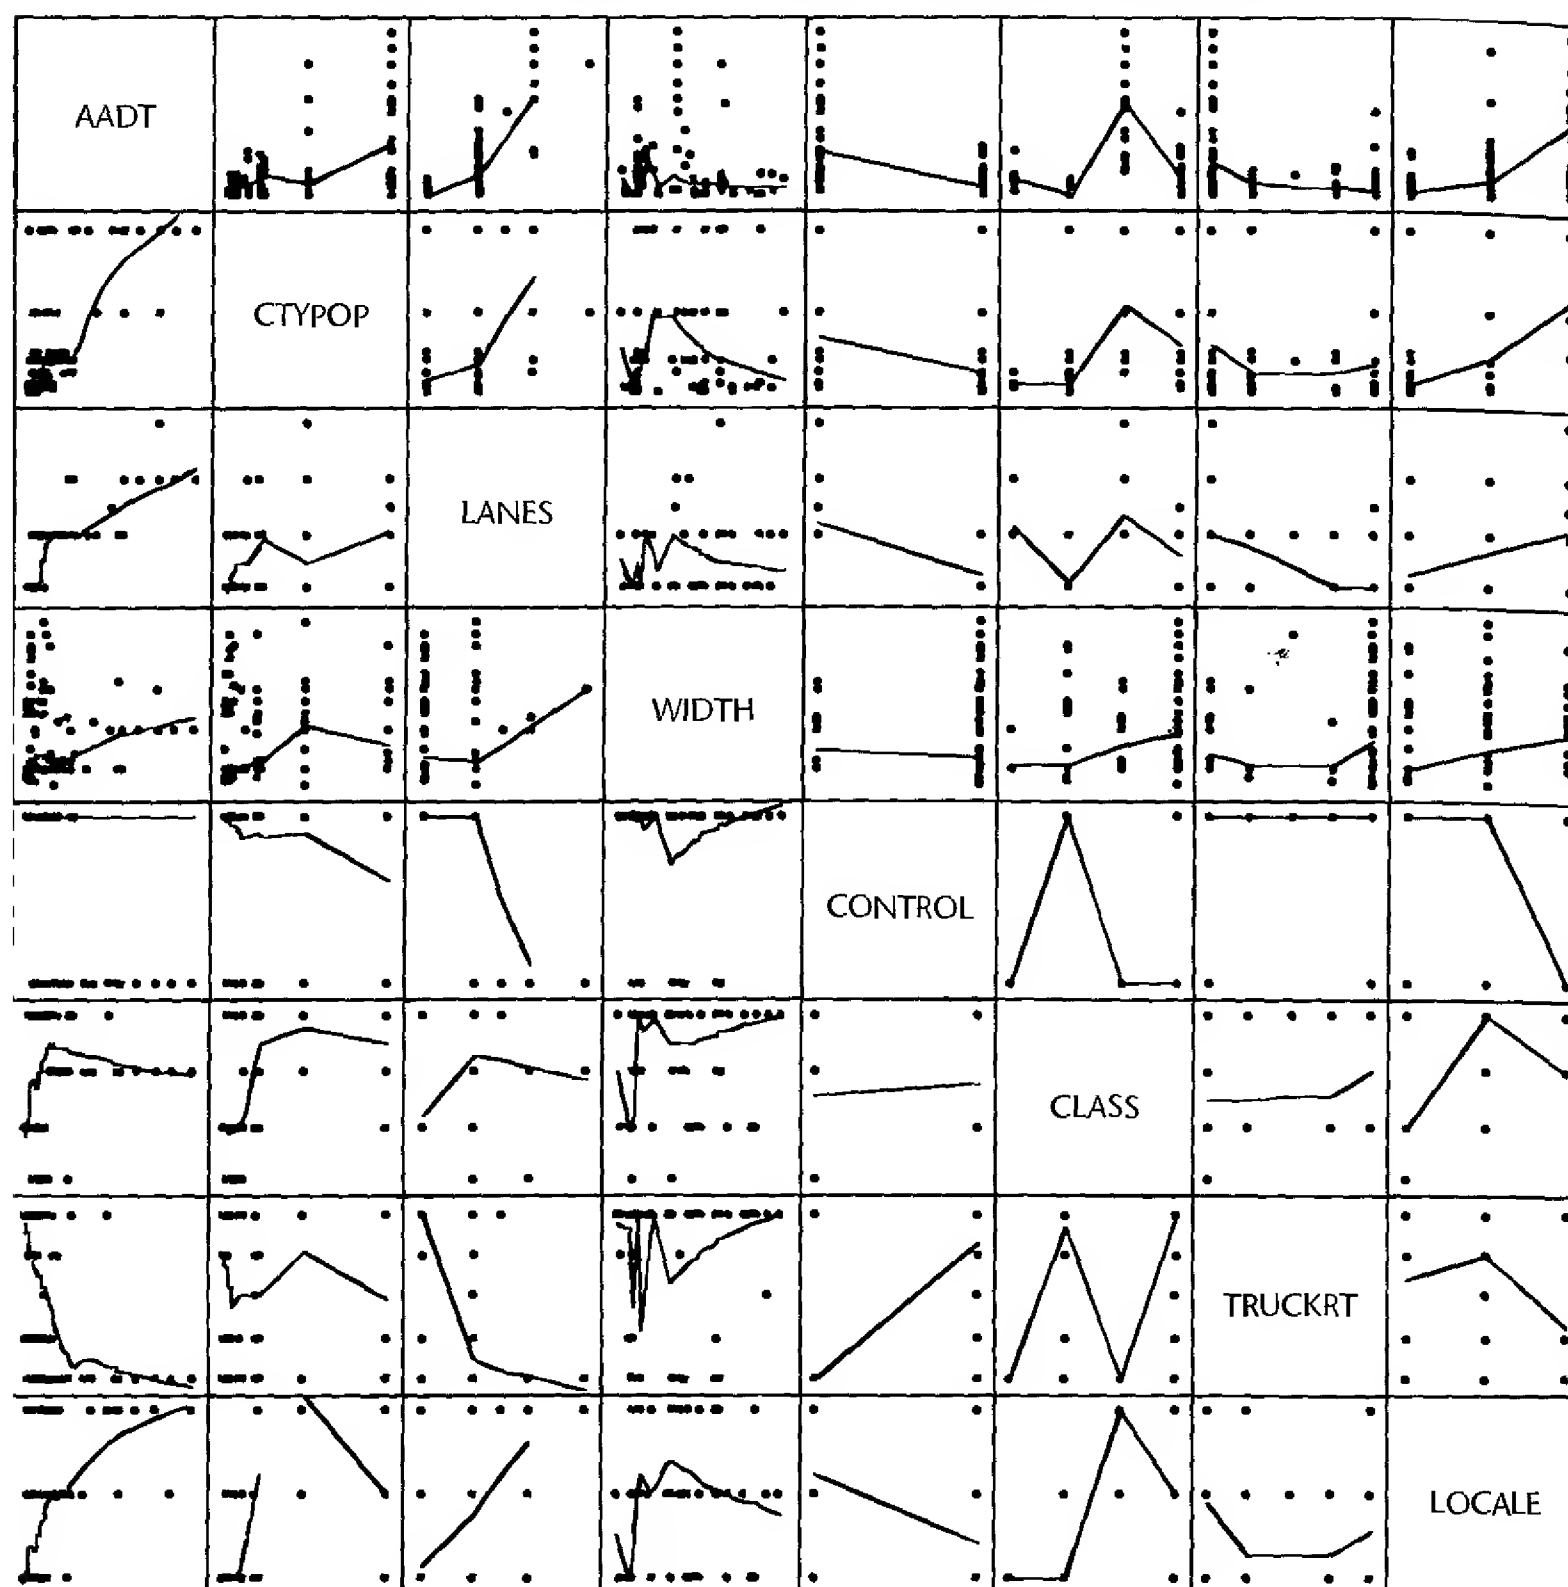 AADT
CTYPOP
LANES
WIDTH
CONTROL
CLASS
TRUCKRT
LOCALE